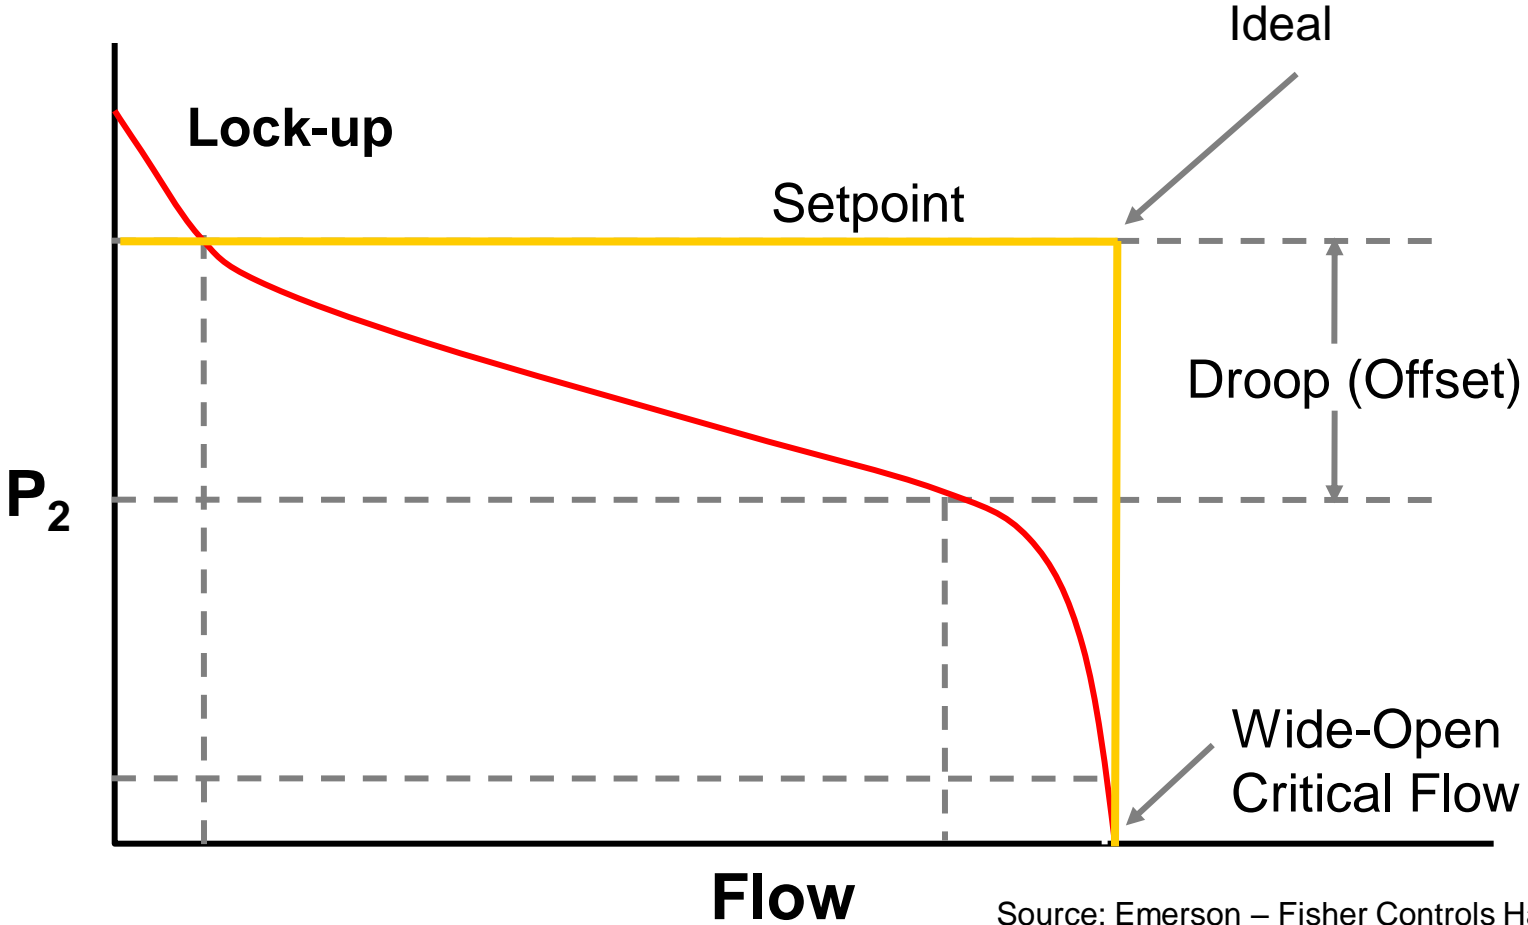 Ideal
Lock-up
Setpoint
Droop (Offset)
P₂
Wide-Open
Critical Flow
Flow
Source: Emerson – Fisher Controls